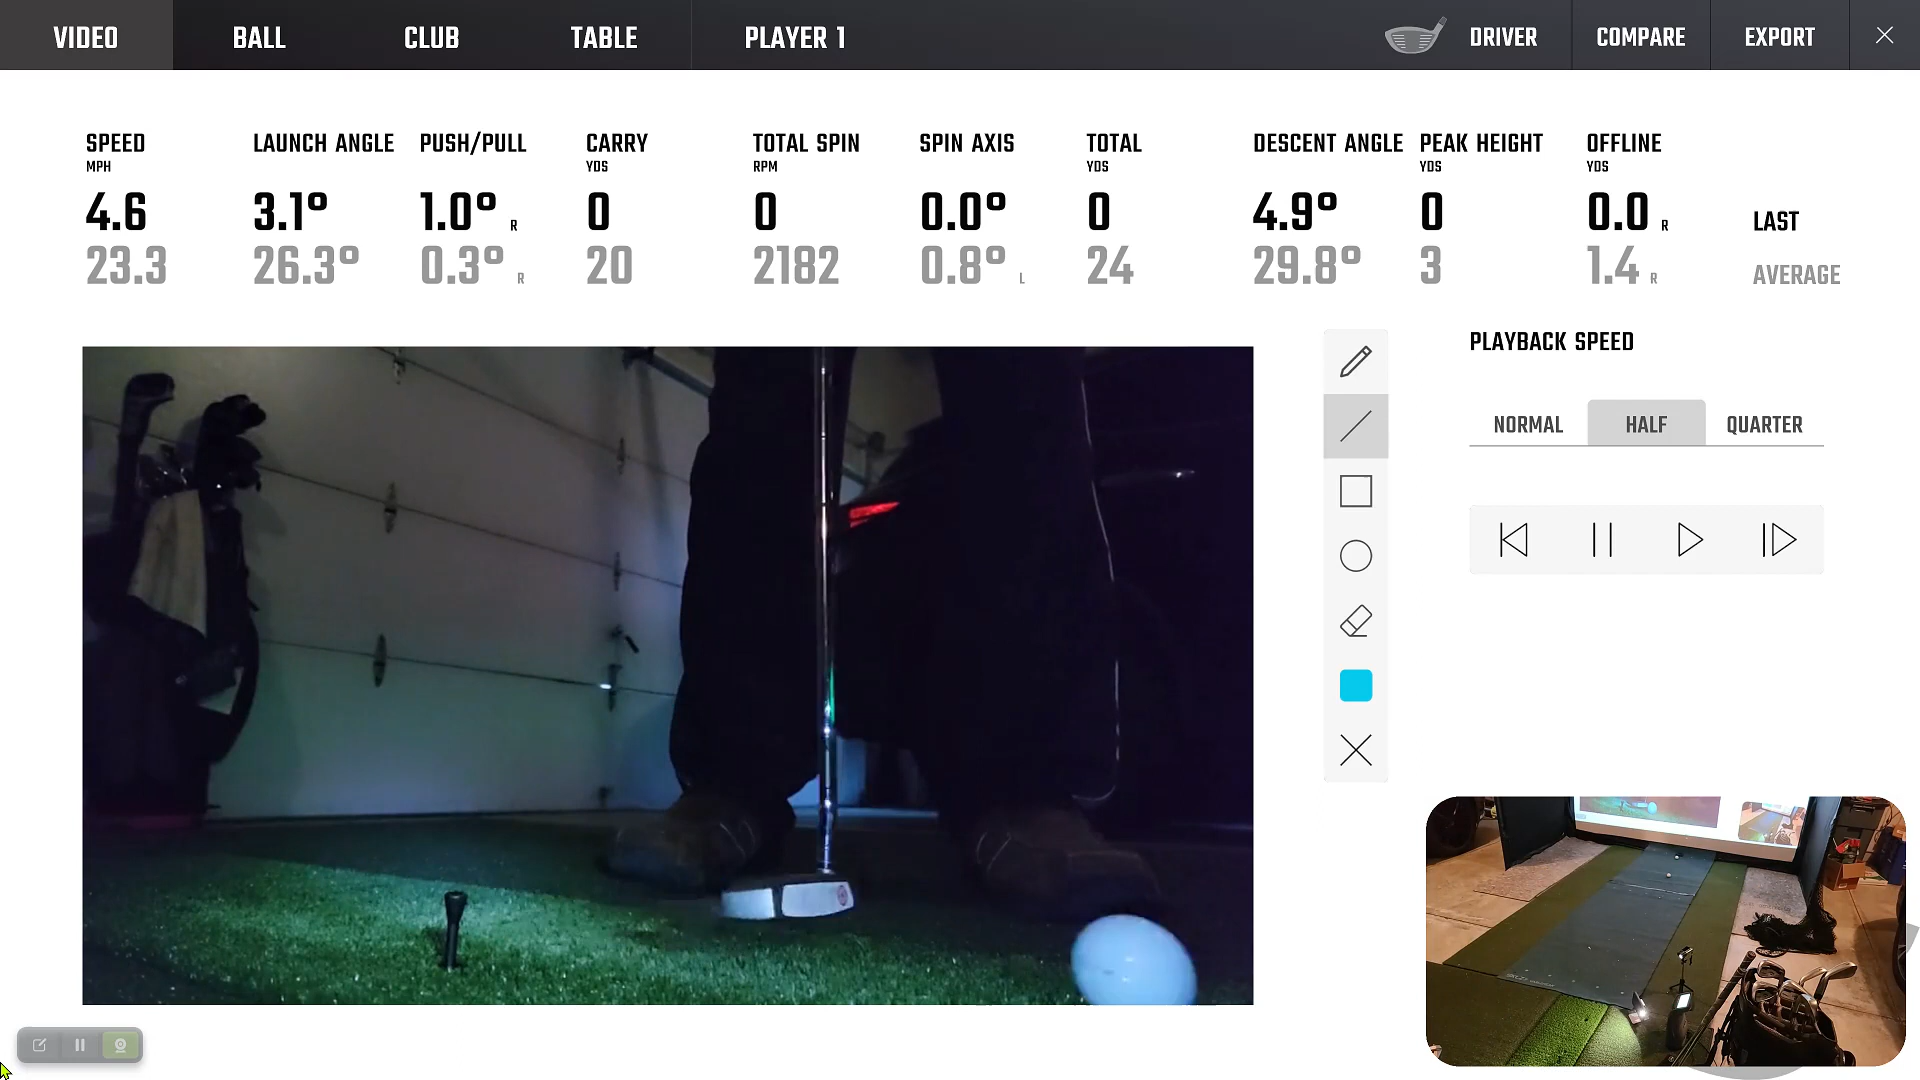 VIDEO BALL CLUB TABLE PLAYER 1 DRIVER COMPARE EXPORT
SPEED LAUNCH ANGLE PUSH/PULL CARRY TOTAL SPIN SPIN AXIS TOTAL DESCENT ANGLE PEAK HEIGHT OFFLINE
MPH YDS RPM YDS YDS YDS
4.6 3.1° 1.0° R 0 0 0.0° 0 4.9° 0 0.0 R LAST
23.3 26.3° 0.3° R 20 2182 0.8° L 24 29.8° 3 1.4 R AVERAGE
PLAYBACK SPEED
NORMAL HALF QUARTER